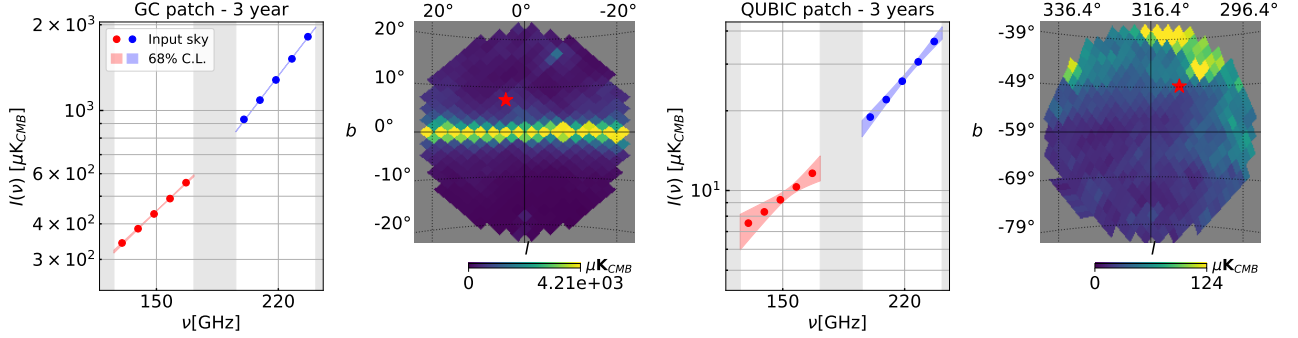 GC patch - 3 year
2 × 10³
10³
6 × 10²
4 × 10²
3 × 10²
I(ν) [μK_CMB]
Input sky
68% C.L.
150
220
ν[GHz]
20°
0°
-20°
20°
10°
0°
-10°
-20°
b
l
μK_CMB
0
4.21e+03
QUBIC patch - 3 years
10¹
I(ν) [μK_CMB]
150
220
ν[GHz]
336.4°
316.4°
296.4°
-39°
-49°
-59°
-69°
-79°
b
l
μK_CMB
0
124